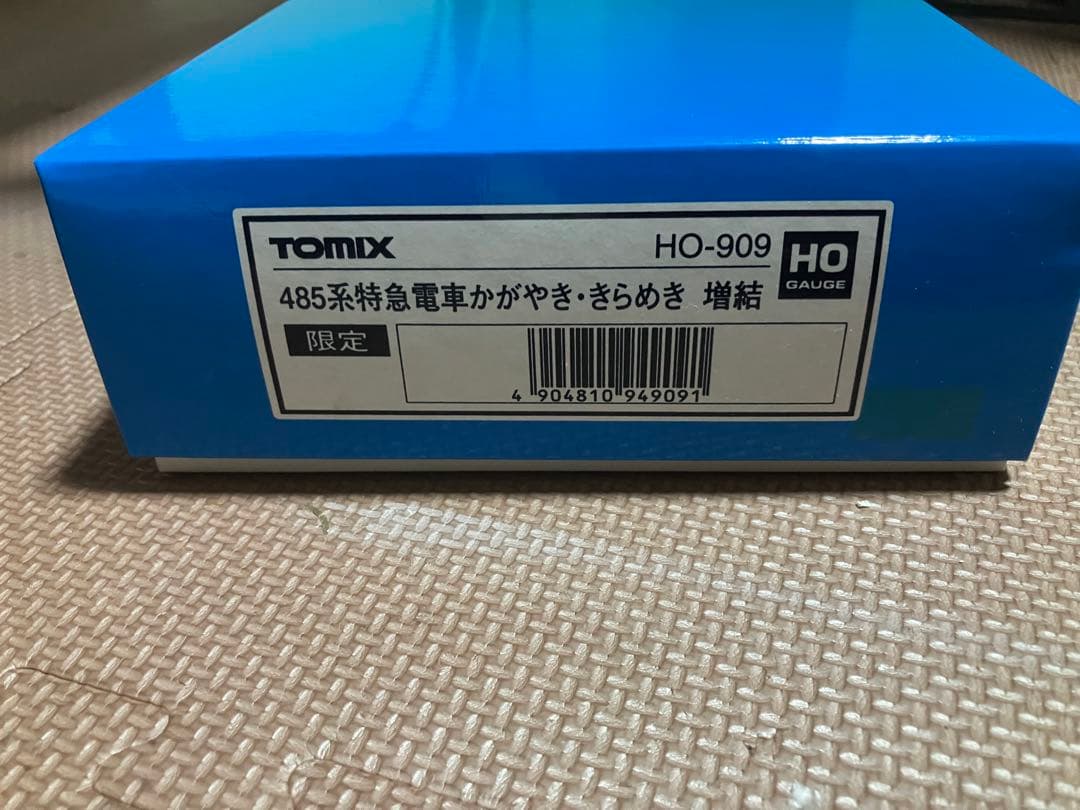 TOMIX HO-909 HO GAUGE
485系特急電車かがやき・きらめき 増結
限定
4 904810 949091